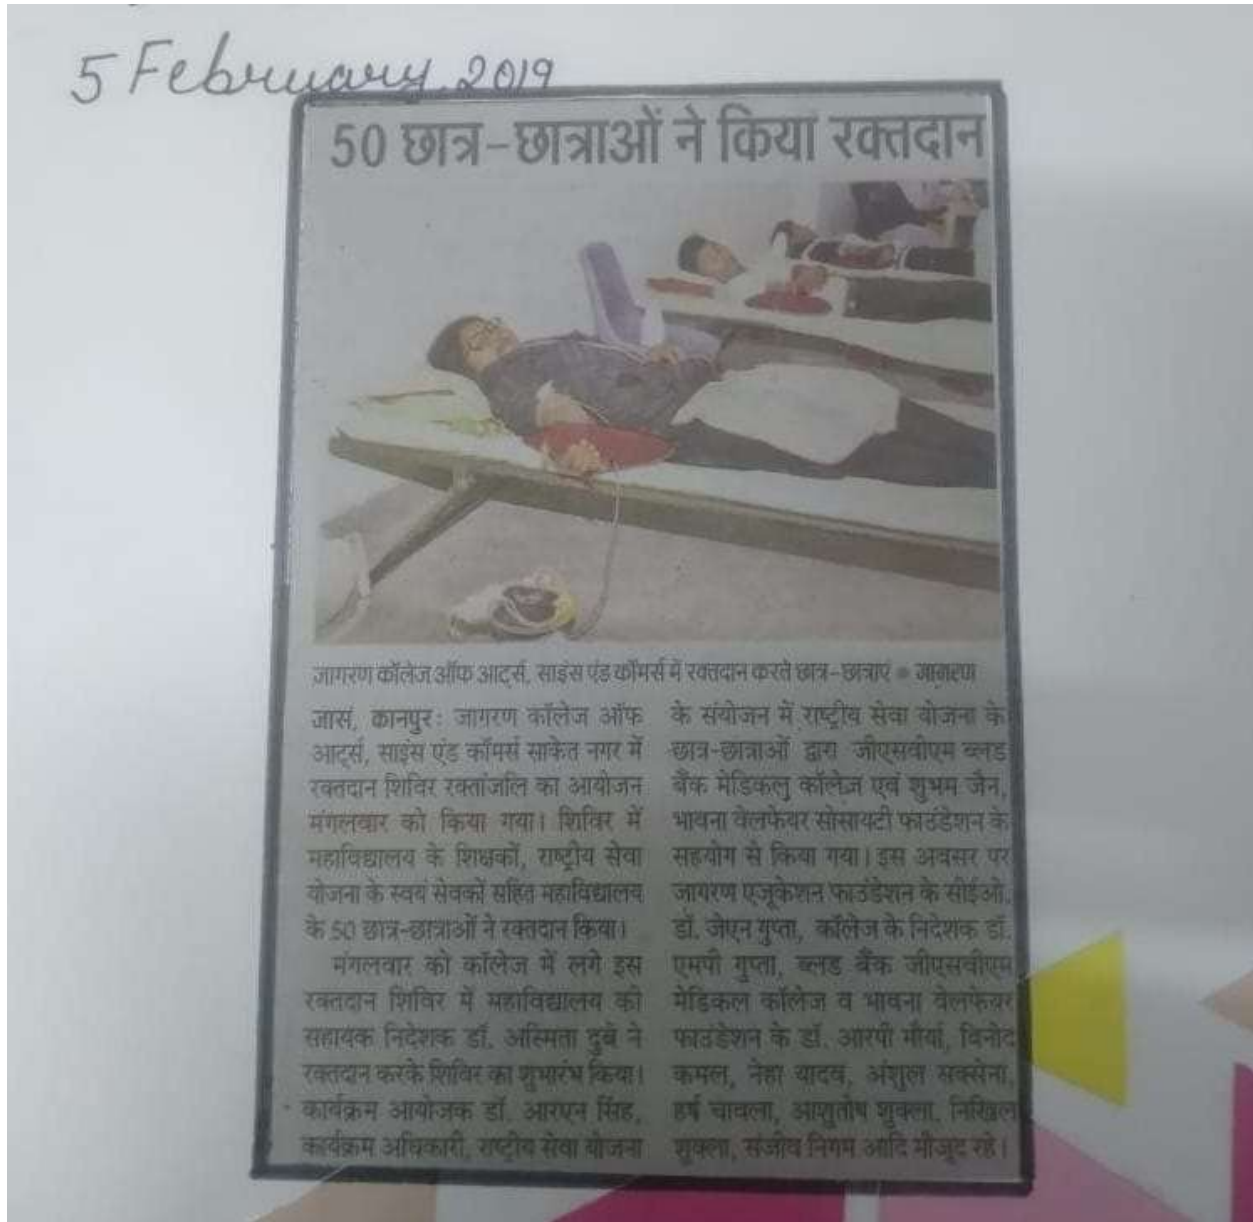 5 February 2019
50 छात्र-छात्राओं ने किया रक्तदान
जागरण कॉलेज ऑफ आर्ट्स, साइंस एंड कॉमर्स में रक्तदान करते छात्र-छात्राएं ● जागरण
जासं, कानपुर: जागरण कॉलेज ऑफ
आर्ट्स, साइंस एंड कॉमर्स साकेत नगर में
रक्तदान शिविर रक्तांजलि का आयोजन
मंगलवार को किया गया। शिविर में
महाविद्यालय के शिक्षकों, राष्ट्रीय सेवा
योजना के स्वयं सेवकों सहित महाविद्यालय
के 50 छात्र-छात्राओं ने रक्तदान किया।
मंगलवार को कॉलेज में लगे इस
रक्तदान शिविर में महाविद्यालय की
सहायक निदेशक डॉ. अस्मिता दुबे ने
रक्तदान करके शिविर का शुभारंभ किया।
कार्यक्रम आयोजक डॉ. आरएन सिंह,
कार्यक्रम अधिकारी, राष्ट्रीय सेवा योजना
के संयोजन में राष्ट्रीय सेवा योजना के
छात्र-छात्राओं द्वारा जीएसवीएम ब्लड
बैंक मेडिकल कॉलेज एवं शुभम जैन,
भावना वेलफेयर सोसायटी फाउंडेशन के
सहयोग से किया गया। इस अवसर पर
जागरण एजूकेशन फाउंडेशन के सीईओ.
डॉ. जेएन गुप्ता, कॉलेज के निदेशक डॉ.
एमपी गुप्ता, ब्लड बैंक जीएसवीएम
मेडिकल कॉलेज व भावना वेलफेयर
फाउंडेशन के डॉ. आरपी मौर्या, विनोद
कमल, नेहा यादव, अंशुल सक्सेना,
हर्ष चावला, आशुतोष शुक्ला, निखिल
शुक्ला, संजीव निगम आदि मौजूद रहे।